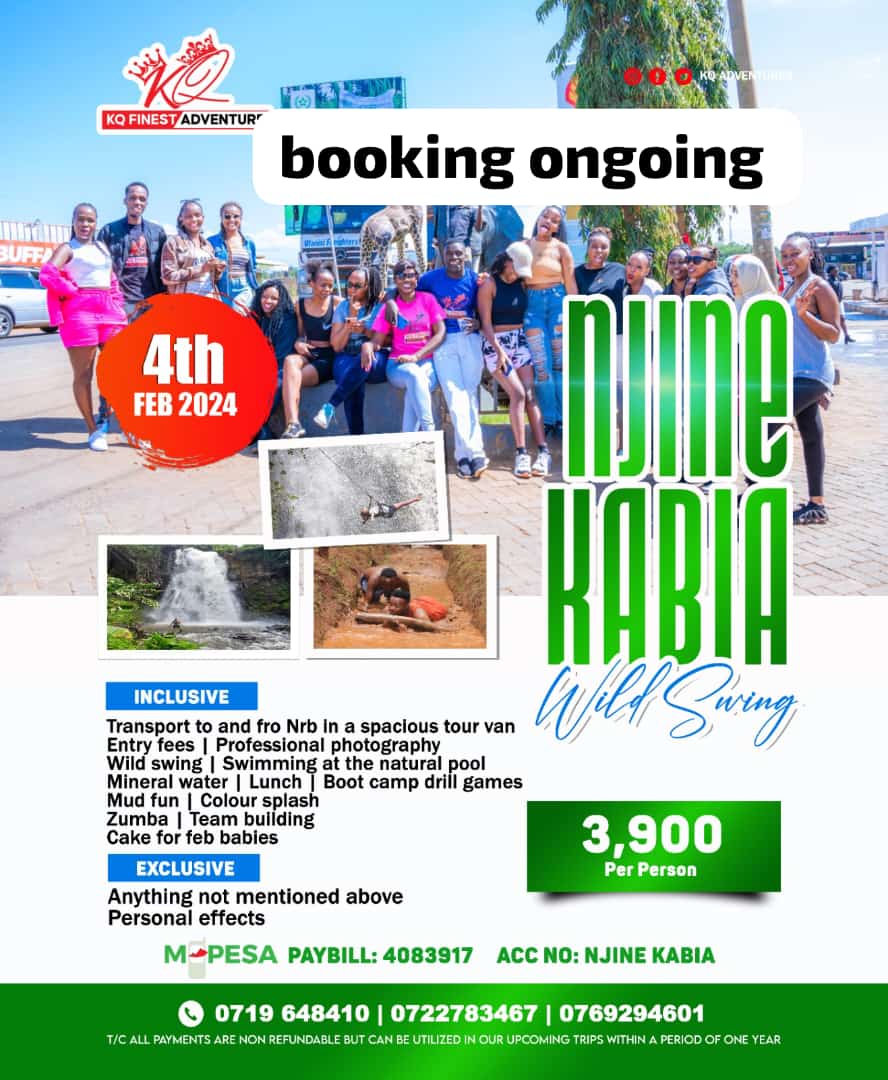 KQ
KQ FINEST ADVENTURE
KQ ADVENTURES
booking ongoing
BUFFA
4th
FEB 2024
NJINE
KABIA
Wild Swing
INCLUSIVE
Transport to and fro Nrb in a spacious tour van
Entry fees | Professional photography
Wild swing | Swimming at the natural pool
Mineral water | Lunch | Boot camp drill games
Mud fun | Colour splash
Zumba | Team building
Cake for feb babies
3,900
Per Person
EXCLUSIVE
Anything not mentioned above
Personal effects
M-PESA PAYBILL: 4083917 ACC NO: NJINE KABIA
0719 648410 | 0722783467 | 0769294601
T/C ALL PAYMENTS ARE NON REFUNDABLE BUT CAN BE UTILIZED IN OUR UPCOMING TRIPS WITHIN A PERIOD OF ONE YEAR